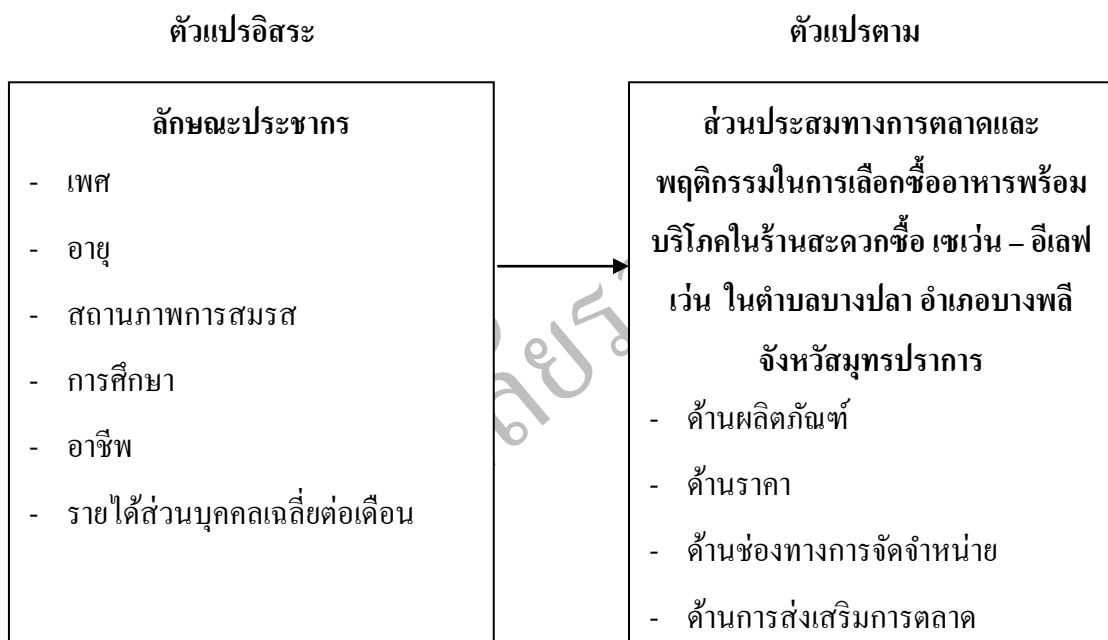 ตัวแปรอิสระ
ตัวแปรตาม
ลักษณะประชากร
- เพศ
- อายุ
- สถานภาพการสมรส
- การศึกษา
- อาชีพ
- รายได้ส่วนบุคคลเฉลี่ยต่อเดือน
ส่วนประสมทางการตลาดและ
พฤติกรรมในการเลือกซื้ออาหารพร้อม
บริโภคในร้านสะดวกซื้อ เซเว่น – อีเลฟ
เว่น ในตำบลบางปลา อำเภอบางพลี
จังหวัสมุทรปราการ
- ด้านผลิตภัณฑ์
- ด้านราคา
- ด้านช่องทางการจัดจำหน่าย
- ด้านการส่งเสริมการตลาด